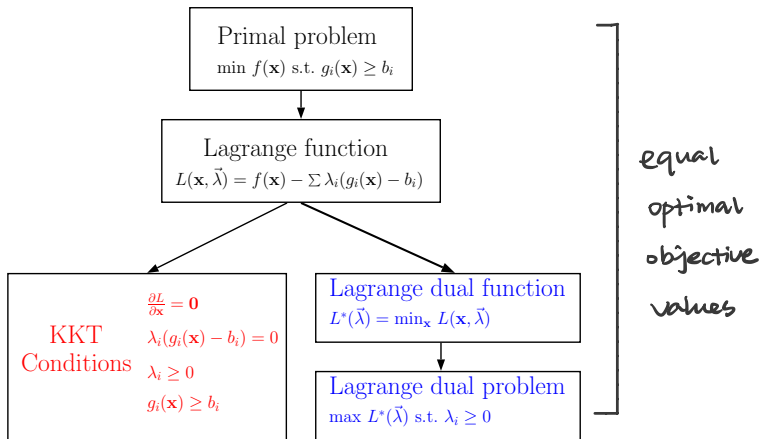 Primal problem
min f(𝐱) s.t. gᵢ(𝐱) ≥ bᵢ
Lagrange function
L(𝐱, λ⃗) = f(𝐱) − ∑ λᵢ(gᵢ(𝐱) − bᵢ)
KKT
Conditions
∂L/∂𝐱 = 𝟎
λᵢ(gᵢ(𝐱) − bᵢ) = 0
λᵢ ≥ 0
gᵢ(𝐱) ≥ bᵢ
Lagrange dual function
L*(λ⃗) = min𝐱 L(𝐱, λ⃗)
Lagrange dual problem
max L*(λ⃗) s.t. λᵢ ≥ 0
equal
optimal
objective
values